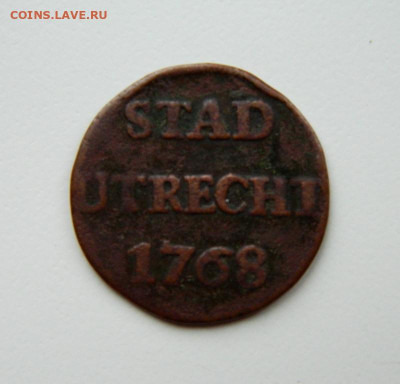 COINS.LAVE.RU
STAD
UTRECHT
1768